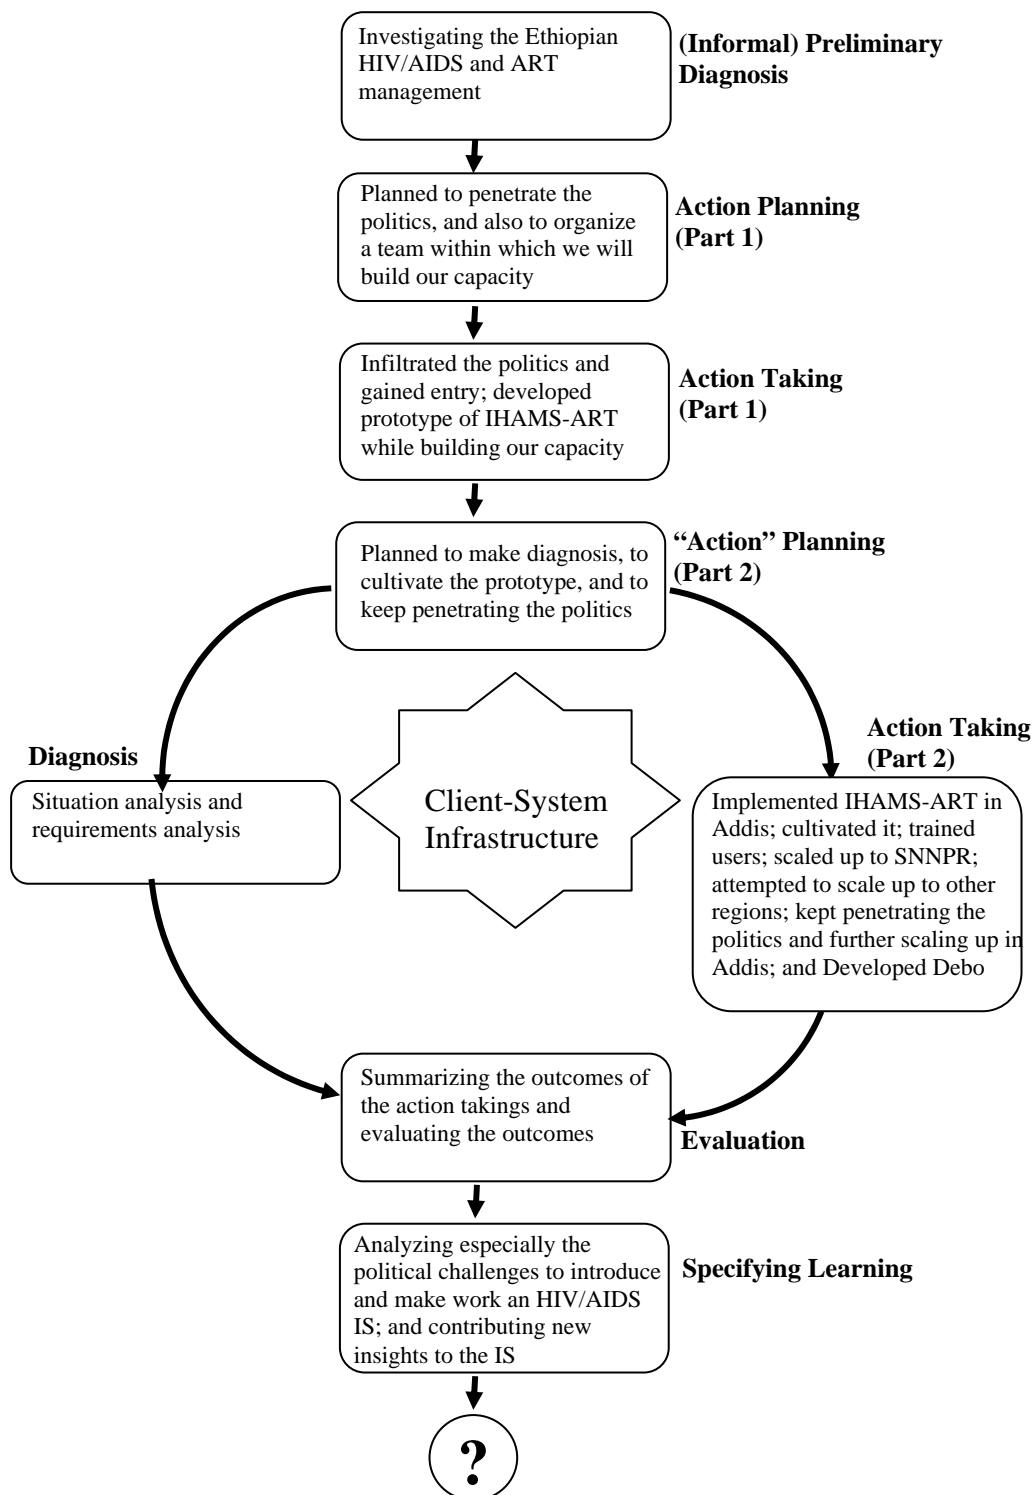 Investigating the Ethiopian
HIV/AIDS and ART
management
(Informal) Preliminary
Diagnosis
Planned to penetrate the
politics, and also to organize
a team within which we will
build our capacity
Action Planning
(Part 1)
Infiltrated the politics and
gained entry; developed
prototype of IHAMS-ART
while building our capacity
Action Taking
(Part 1)
Planned to make diagnosis, to
cultivate the prototype, and to
keep penetrating the politics
“Action” Planning
(Part 2)
Diagnosis
Situation analysis and
requirements analysis
Client-System
Infrastructure
Action Taking
(Part 2)
Implemented IHAMS-ART in
Addis; cultivated it; trained
users; scaled up to SNNPR;
attempted to scale up to other
regions; kept penetrating the
politics and further scaling up in
Addis; and Developed Debo
Summarizing the outcomes of
the action takings and
evaluating the outcomes
Evaluation
Analyzing especially the
political challenges to introduce
and make work an HIV/AIDS
IS; and contributing new
insights to the IS
Specifying Learning
?